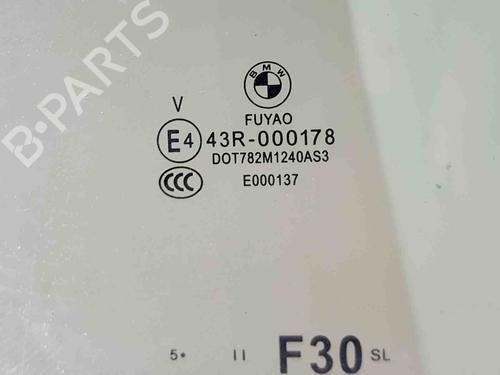 B-PARTS
BMW
FUYAO
V
E4 43R-000178
DOT782M1240AS3
CCC E000137
5• II F30 SL